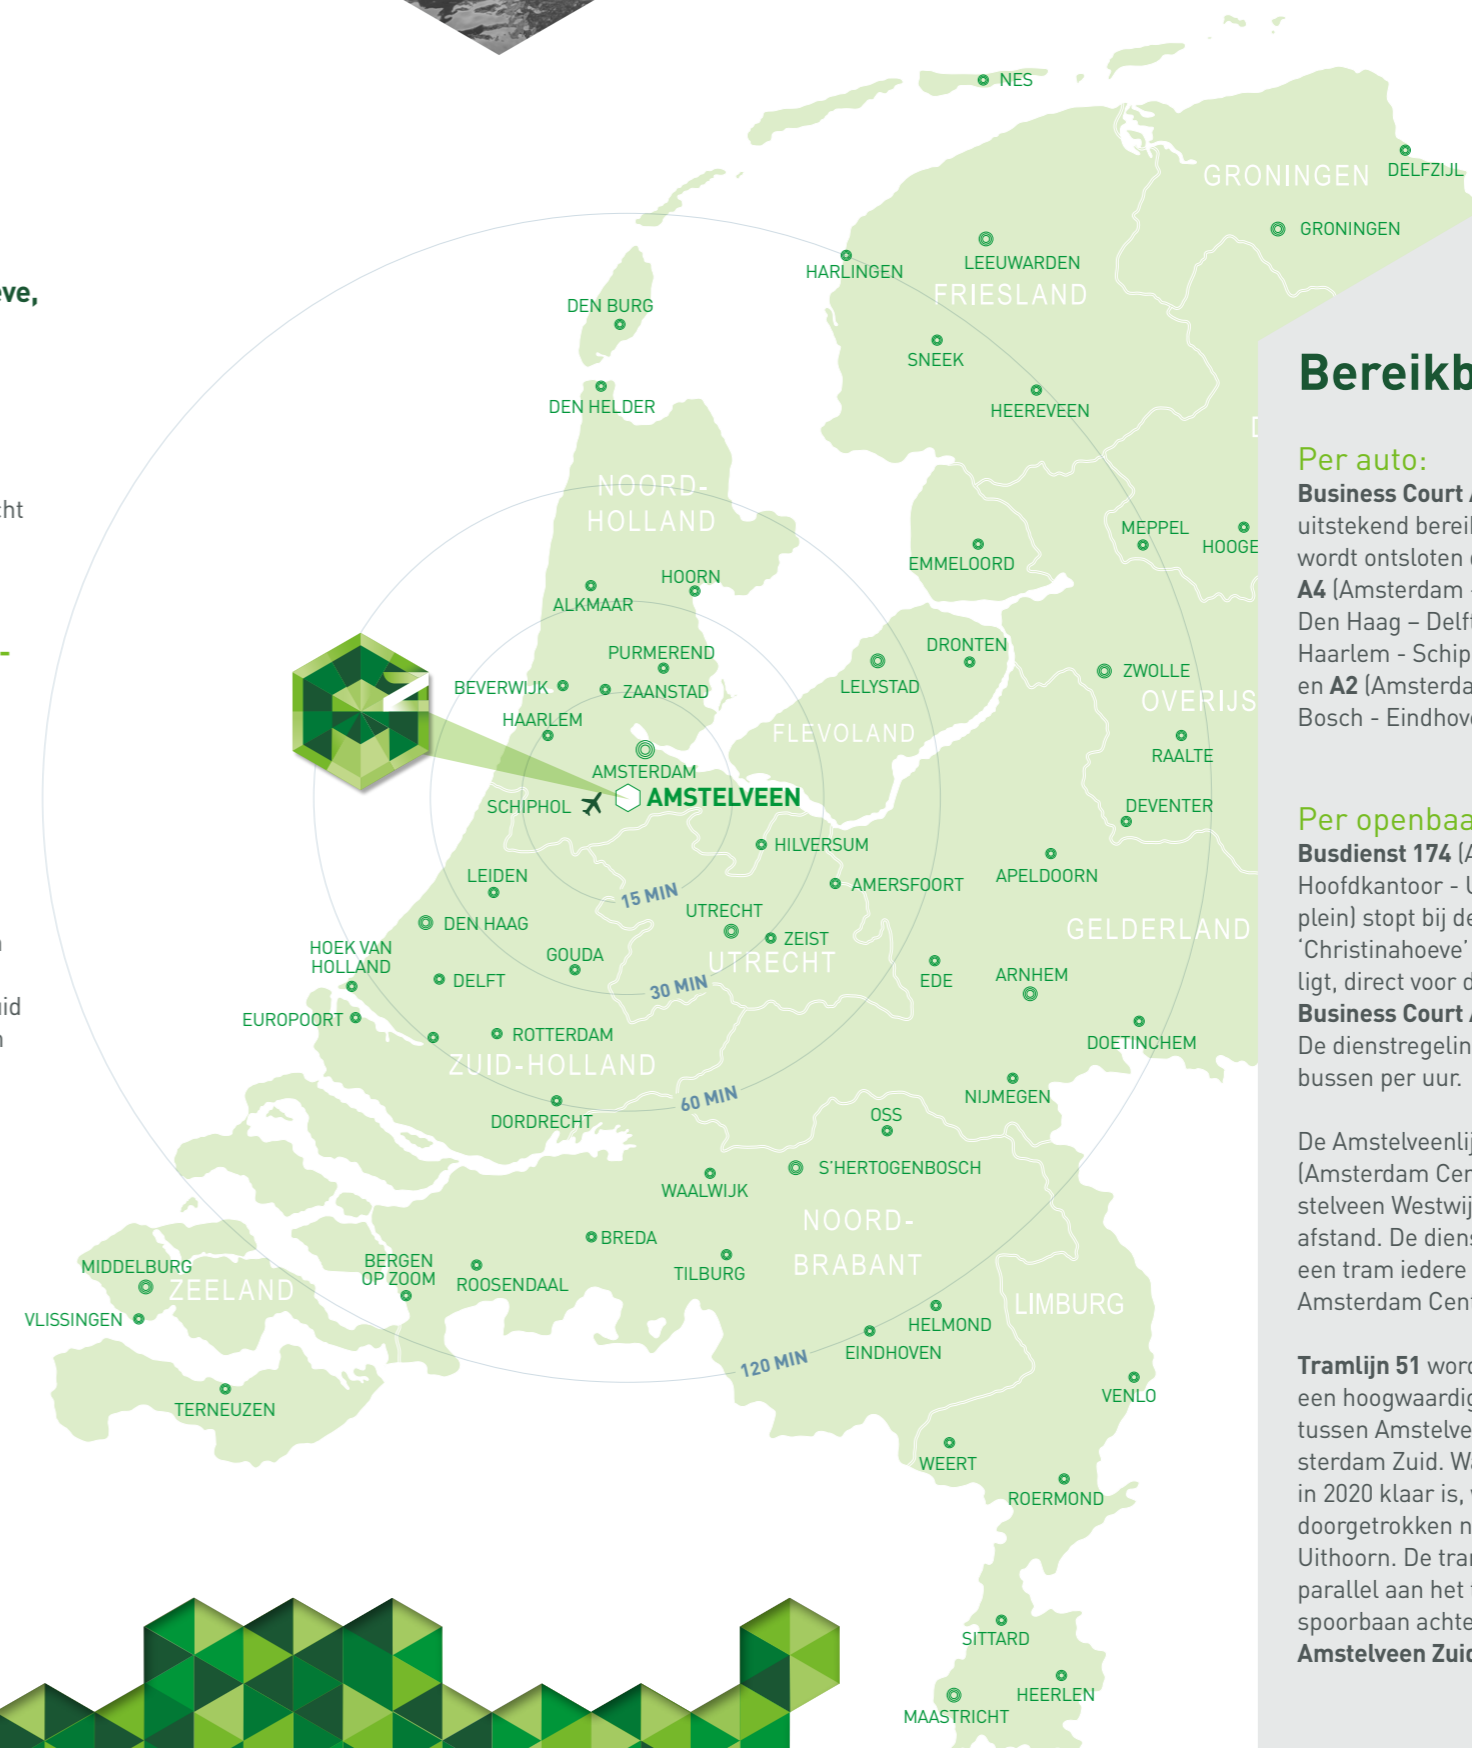 NES
GRONINGEN
DELFZIJL
GRONINGEN
HARLINGEN
LEEUWARDEN
FRIESLAND
DEN BURG
SNEEK
HEEREVEEN
DEN HELDER
NOORD-
HOLLAND
MEPPEL
HOOGE
EMMELOORD
HOORN
ALKMAAR
PURMEREND
DRONTEN
BEVERWIJK
ZAANSTAD
LELYSTAD
ZWOLLE
OVERIJS
HAARLEM
FLEVOLAND
RAALTE
AMSTERDAM
AMSTELVEEN
SCHIPHOL
DEVENTER
HILVERSUM
LEIDEN
AMERSFOORT
APELDOORN
15 MIN
UTRECHT
DEN HAAG
GELDERLAND
HOEK VAN
HOLLAND
GOUDA
ZEIST
UTRECHT
DELFT
EDE
ARNHEM
30 MIN
EUROPOORT
ROTTERDAM
DOETINCHEM
ZUID-HOLLAND
60 MIN
NIJMEGEN
DORDRECHT
OSS
S'HERTOGENBOSCH
WAALWIJK
NOORD-
BRABANT
BREDA
MIDDELBURG
BERGEN
OP ZOOM
ROOSENDAAL
TILBURG
ZEELAND
LIMBURG
VLISSINGEN
HELMOND
EINDHOVEN
120 MIN
TERNEUZEN
VENLO
WEERT
ROERMOND
SITTARD
HEERLEN
MAASTRICHT
eve,
cht
-
n
uid
n
Bereikb
Per auto:
Business Court
uitstekend berei
wordt ontsloten
A4 (Amsterdam -
Den Haag – Delft
Haarlem - Schip
en A2 (Amsterda
Bosch - Eindhov
Per openbaa
Busdienst 174 (A
Hoofdkantoor - U
plein) stopt bij de
‘Christinahoeve’
ligt, direct voor d
Business Court
De dienstregelin
bussen per uur.
De Amstelveenlij
(Amsterdam Cen
stelveen Westwij
afstand. De diens
een tram iedere
Amsterdam Cent
Tramlijn 51 word
een hoogwaardig
tussen Amstelve
sterdam Zuid. Wa
in 2020 klaar is,
doorgetrokken n
Uithoorn. De tra
parallel aan het
spoorbaan achte
Amstelveen Zuid